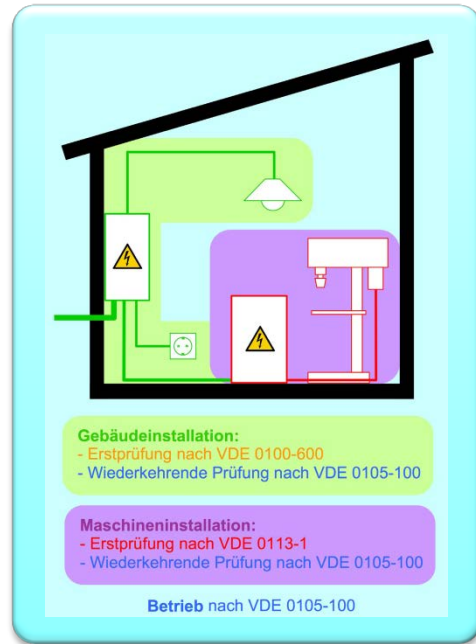 Gebäudeinstallation:
- Erstprüfung nach VDE 0100-600
- Wiederkehrende Prüfung nach VDE 0105-100
Maschineninstallation:
- Erstprüfung nach VDE 0113-1
- Wiederkehrende Prüfung nach VDE 0105-100
Betrieb nach VDE 0105-100